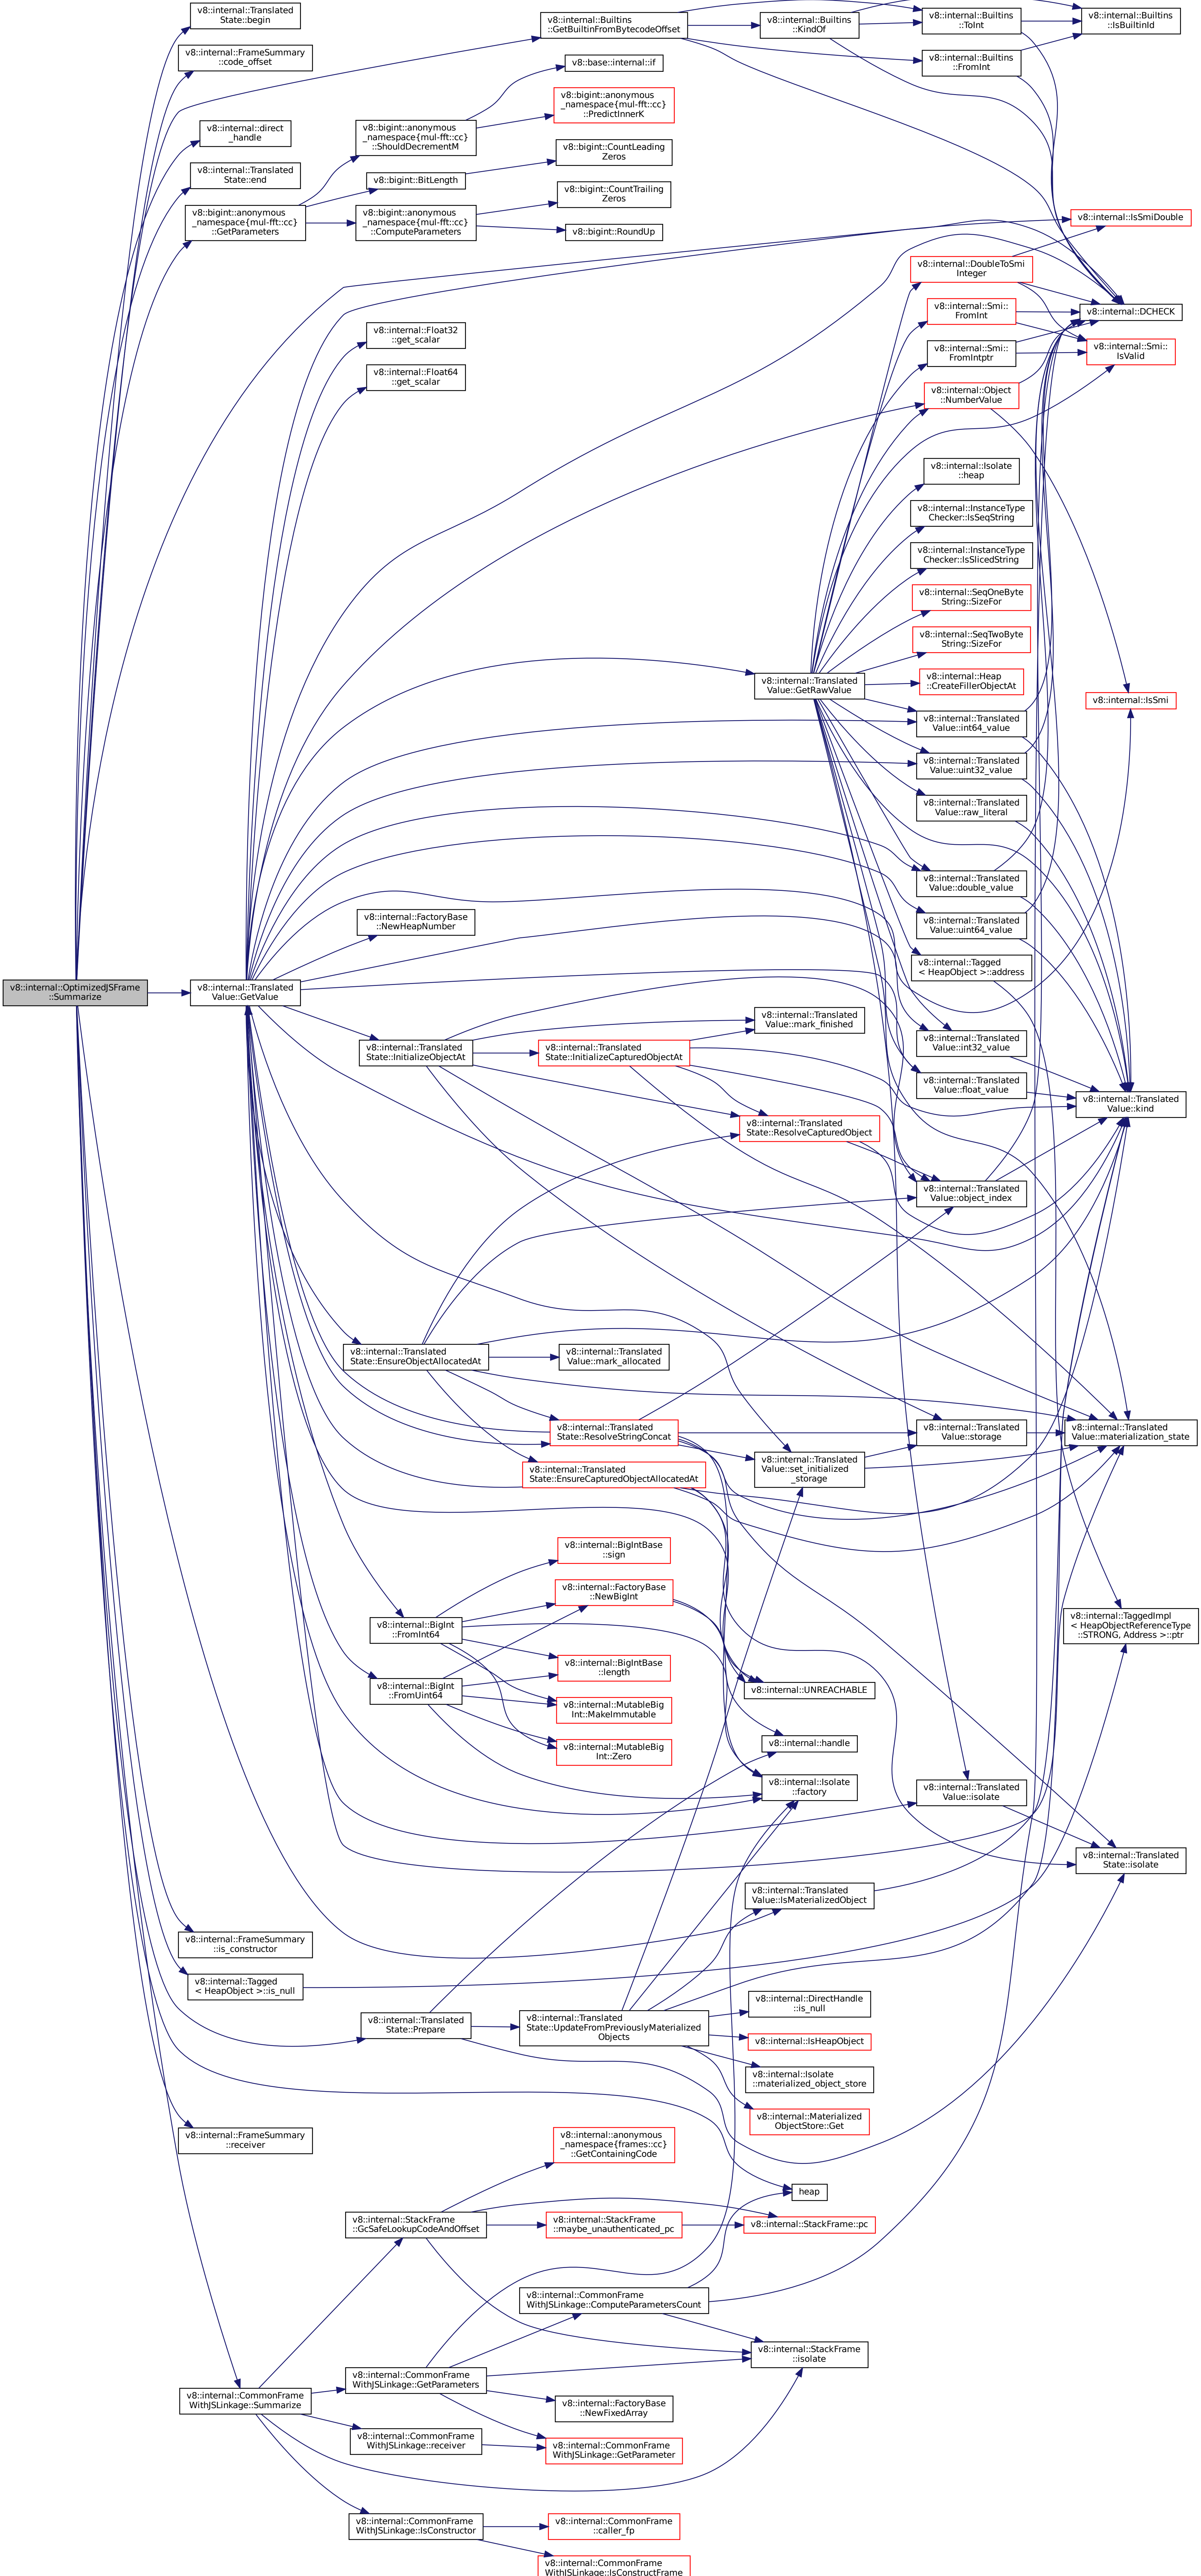 v8::internal::OptimizedJSFrame
::Summarize
v8::internal::Translated
State::begin
v8::internal::FrameSummary
::code_offset
v8::internal::direct
_handle
v8::internal::Translated
State::end
v8::bigint::anonymous
_namespace{mul-fft::cc}
::GetParameters
v8::internal::Translated
Value::GetValue
v8::internal::FrameSummary
::is_constructor
v8::internal::Tagged
< HeapObject >::is_null
v8::internal::FrameSummary
::receiver
v8::internal::CommonFrame
WithJSLinkage::Summarize
v8::bigint::anonymous
_namespace{mul-fft::cc}
::ShouldDecrementM
v8::bigint::BitLength
v8::bigint::anonymous
_namespace{mul-fft::cc}
::ComputeParameters
v8::internal::Float32
::get_scalar
v8::internal::Float64
::get_scalar
v8::internal::FactoryBase
::NewHeapNumber
v8::internal::Translated
State::InitializeObjectAt
v8::internal::Translated
State::EnsureObjectAllocatedAt
v8::internal::BigInt
::FromInt64
v8::internal::BigInt
::FromUint64
v8::internal::Translated
State::Prepare
v8::internal::StackFrame
::GcSafeLookupCodeAndOffset
v8::internal::CommonFrame
WithJSLinkage::GetParameters
v8::internal::CommonFrame
WithJSLinkage::receiver
v8::internal::CommonFrame
WithJSLinkage::IsConstructor
v8::internal::Builtins
::GetBuiltinFromBytecodeOffset
v8::base::internal::if
v8::bigint::anonymous
_namespace{mul-fft::cc}
::PredictInnerK
v8::bigint::CountLeading
Zeros
v8::bigint::CountTrailing
Zeros
v8::bigint::RoundUp
v8::internal::Translated
State::InitializeCapturedObjectAt
v8::internal::Translated
Value::mark_allocated
v8::internal::Translated
State::ResolveStringConcat
v8::internal::Translated
State::EnsureCapturedObjectAllocatedAt
v8::internal::BigIntBase
::sign
v8::internal::FactoryBase
::NewBigInt
v8::internal::BigIntBase
::length
v8::internal::MutableBig
Int::MakeImmutable
v8::internal::MutableBig
Int::Zero
v8::internal::Translated
State::UpdateFromPreviouslyMaterialized
Objects
v8::internal::anonymous
_namespace{frames::cc}
::GetContainingCode
v8::internal::StackFrame
::maybe_unauthenticated_pc
v8::internal::CommonFrame
WithJSLinkage::ComputeParametersCount
v8::internal::FactoryBase
::NewFixedArray
v8::internal::CommonFrame
WithJSLinkage::GetParameter
v8::internal::CommonFrame
::caller_fp
v8::internal::CommonFrame
WithJSLinkage::IsConstructFrame
v8::internal::Builtins
::KindOf
v8::internal::Translated
Value::GetRawValue
v8::internal::Translated
Value::mark_finished
v8::internal::Translated
State::ResolveCapturedObject
v8::internal::Translated
Value::set_initialized
_storage
v8::internal::UNREACHABLE
v8::internal::handle
v8::internal::Isolate
::factory
v8::internal::Translated
Value::IsMaterializedObject
v8::internal::DirectHandle
::is_null
v8::internal::IsHeapObject
v8::internal::Isolate
::materialized_object_store
v8::internal::Materialized
ObjectStore::Get
heap
v8::internal::StackFrame::pc
v8::internal::StackFrame
::isolate
v8::internal::Builtins
::ToInt
v8::internal::Builtins
::FromInt
v8::internal::DoubleToSmi
Integer
v8::internal::Smi::
FromInt
v8::internal::Smi::
FromIntptr
v8::internal::Object
::NumberValue
v8::internal::Isolate
::heap
v8::internal::InstanceType
Checker::IsSeqString
v8::internal::InstanceType
Checker::IsSlicedString
v8::internal::SeqOneByte
String::SizeFor
v8::internal::SeqTwoByte
String::SizeFor
v8::internal::Heap
::CreateFillerObjectAt
v8::internal::Translated
Value::int64_value
v8::internal::Translated
Value::uint32_value
v8::internal::Translated
Value::raw_literal
v8::internal::Translated
Value::double_value
v8::internal::Translated
Value::uint64_value
v8::internal::Tagged
< HeapObject >::address
v8::internal::Translated
Value::int32_value
v8::internal::Translated
Value::float_value
v8::internal::Translated
Value::object_index
v8::internal::Translated
Value::storage
v8::internal::Translated
Value::isolate
v8::internal::Builtins
::IsBuiltinId
v8::internal::IsSmiDouble
v8::internal::DCHECK
v8::internal::Smi::
IsValid
v8::internal::IsSmi
v8::internal::Translated
Value::kind
v8::internal::Translated
Value::materialization_state
v8::internal::TaggedImpl
< HeapObjectReferenceType
::STRONG, Address >::ptr
v8::internal::Translated
State::isolate